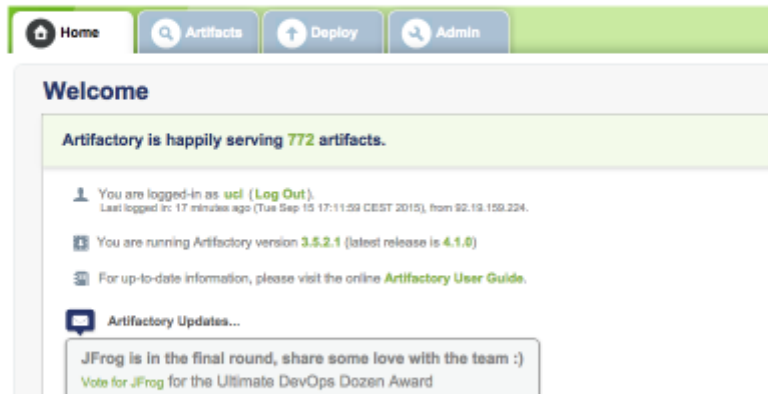 Home Artifacts Deploy Admin
Welcome
Artifactory is happily serving 772 artifacts.
You are logged-in as ucl (Log Out).
Last logged in: 17 minutes ago (Tue Sep 15 17:11:59 CEST 2015), from 92.19.159.224.
You are running Artifactory version 3.5.2.1 (latest release is 4.1.0)
For up-to-date information, please visit the online Artifactory User Guide.
Artifactory Updates...
JFrog is in the final round, share some love with the team :)
Vote for JFrog for the Ultimate DevOps Dozen Award